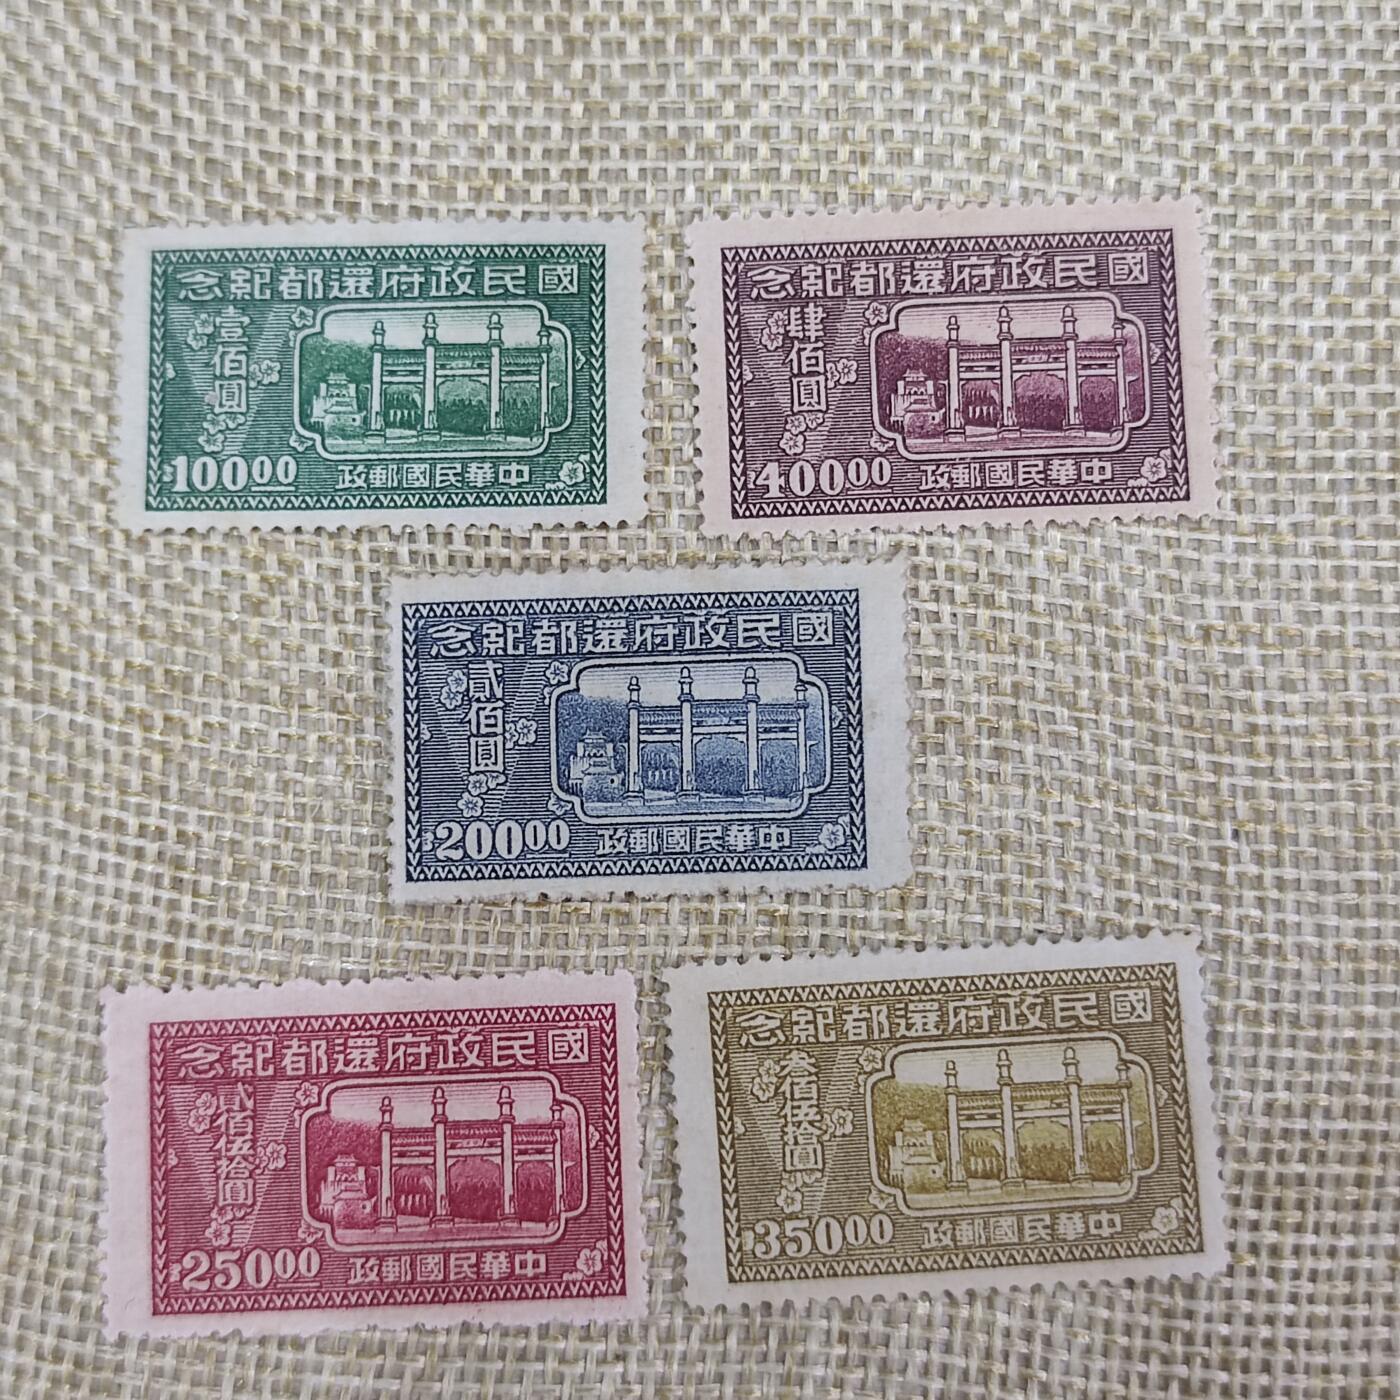 國民政府還都紀念
壹佰圓
$10000
中華民國郵政
國民政府還都紀念
肆佰圓
$40000
中華民國郵政
國民政府還都紀念
貳佰圓
$20000
中華民國郵政
國民政府還都紀念
貳佰伍拾圓
$25000
中華民國郵政
國民政府還都紀念
叁佰伍拾圓
$35000
中華民國郵政